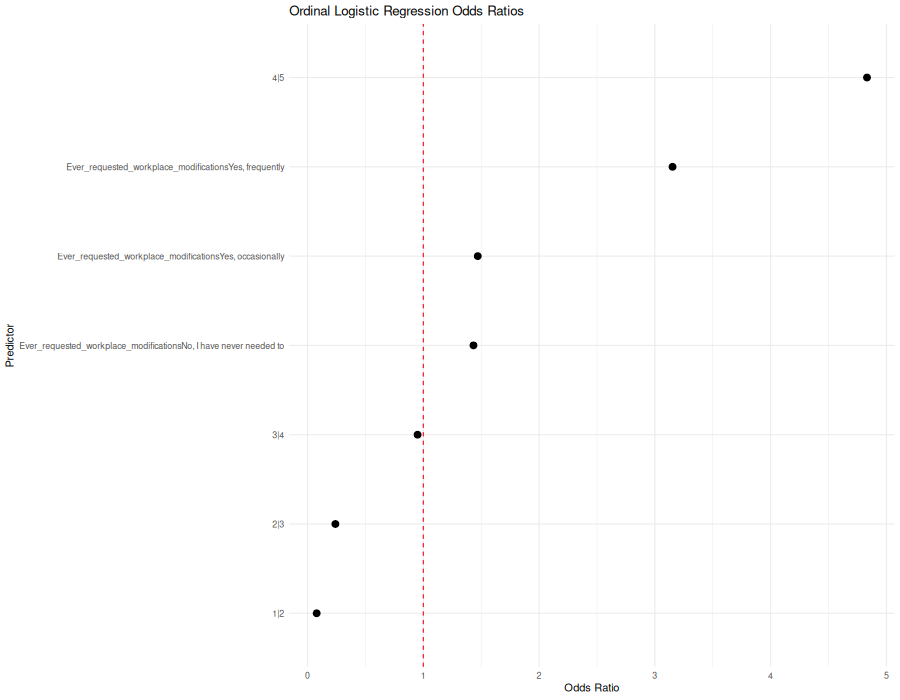 Ordinal Logistic Regression Odds Ratios
4|5
Ever_requested_workplace_modificationsYes, frequently
Ever_requested_workplace_modificationsYes, occasionally
Predictor
Ever_requested_workplace_modificationsNo, I have never needed to
3|4
2|3
1|2
0 1 2 3 4 5
Odds Ratio